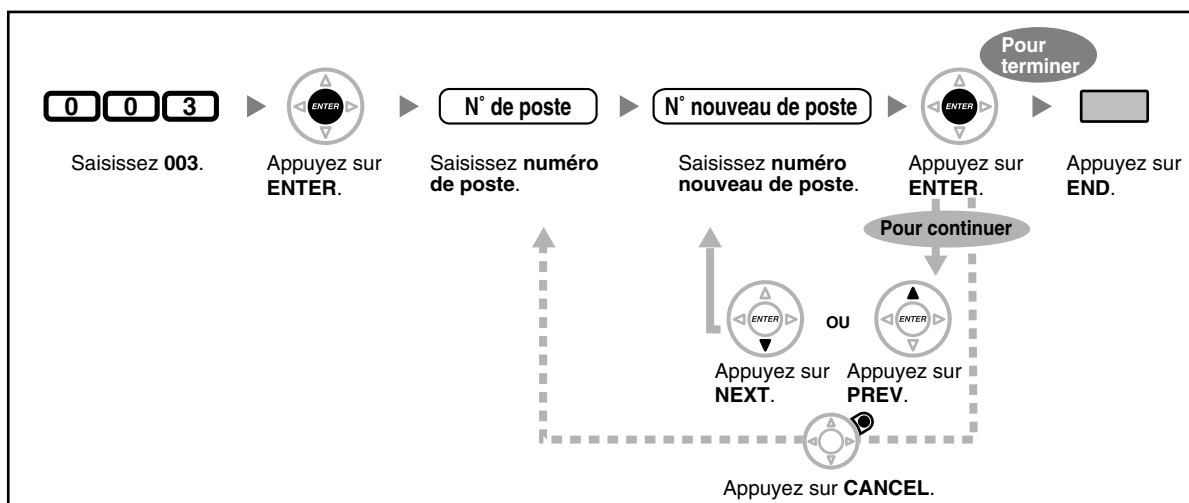 Pour
terminer
0 0 3
ENTER
N° de poste
N° nouveau de poste
ENTER
Saisissez 003.
Appuyez sur
ENTER.
Saisissez numéro
de poste.
Saisissez numéro
nouveau de poste.
Appuyez sur
ENTER.
Appuyez sur
END.
Pour continuer
ENTER
OU
ENTER
Appuyez sur
NEXT.
Appuyez sur
PREV.
Appuyez sur CANCEL.